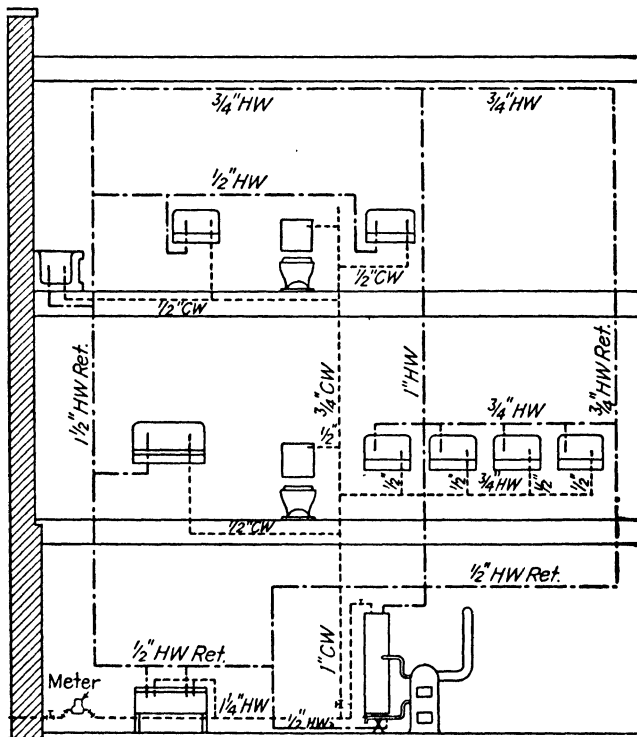 3/4"HW
3/4"HW
1/2"HW
1/2"CW
1/2"CW
1 1/2"HW Ret.
3/4"CW
1"HW
3/4"HW Ret.
1/2"
3/4"HW
1/2"
1/2"
3/4"HW
1/2"
1/2"
1/2"CW
1/2"HW Ret.
1"CW
1/2"HW Ret.
Meter
1 1/4"HW
1/2"HW